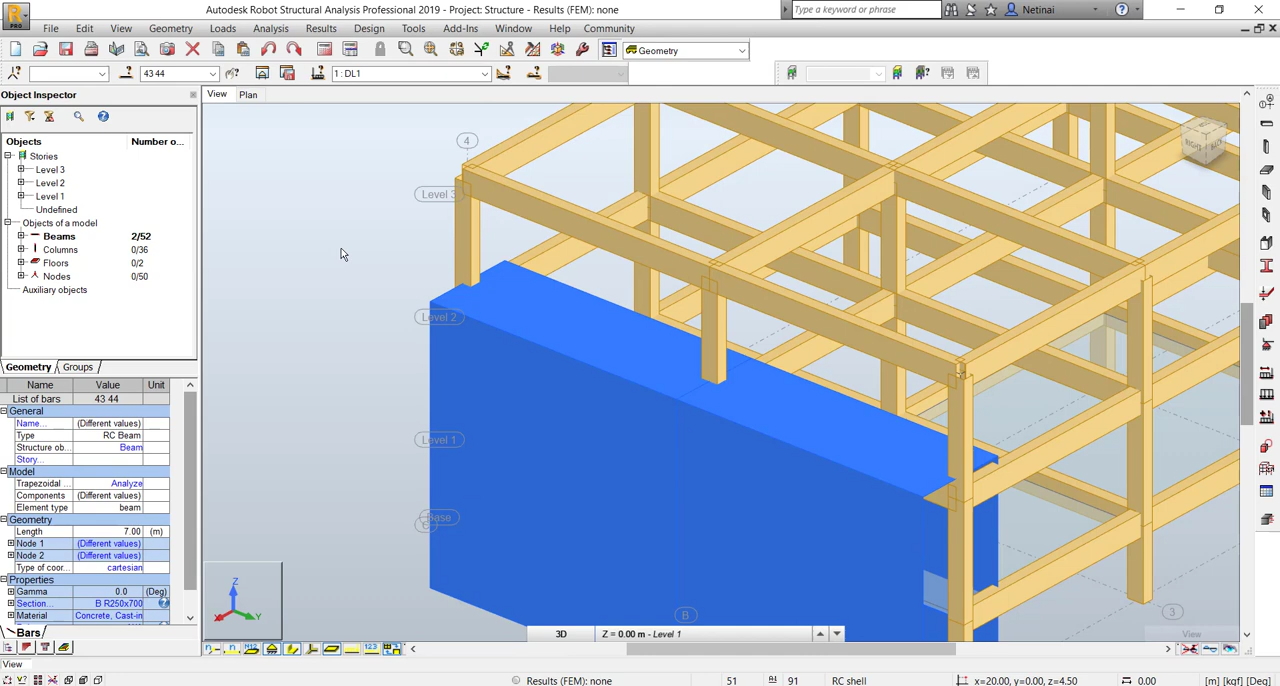 Autodesk Robot Structural Analysis Professional 2019 - Project: Structure - Results (FEM): none
Type a keyword or phrase
Netinai
PRO
File Edit View Geometry Loads Analysis Results Design Tools Add-Ins Window Help Community
Geometry
43 44
1 : DL1
Object Inspector
View Plan
Objects Number o...
Stories
Level 3
Level 2
Level 1
Undefined
Objects of a model
Beams 2/52
Columns 0/36
Floors 0/2
Nodes 0/50
Auxiliary objects
Geometry Groups
Name Value Unit
List of bars 43 44
General
Name... (Different values)
Type RC Beam
Structure ob... Beam
Story...
Model
Trapezoidal ... Analyze
Components (Different values)
Element type beam
Geometry
Length 7.00 (m)
Node 1 (Different values)
Node 2 (Different values)
Type of coor... cartesian
Properties
Gamma 0.0 (Deg)
Section... B R250x700
Material Concrete, Cast-in
Bars
4
Level 3
Level 2
Level 1
Base
B
3
RIGHT BACK
Z
X
Y
3D Z = 0.00 m - Level 1
View
View
Results (FEM): none 51 91 RC shell x=20.00, y=0.00, z=4.50 0.00 [m] [kgf] [Deg]